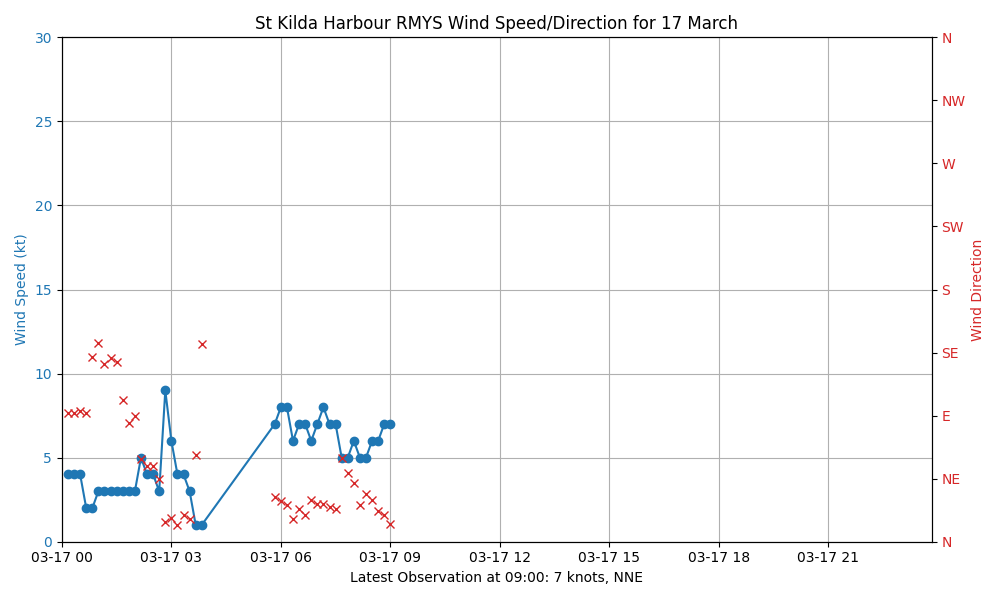 St Kilda Harbour RMYS Wind Speed/Direction for 17 March
30
25
20
15
10
5
0
Wind Speed (kt)
N
NW
W
SW
S
SE
E
NE
N
Wind Direction
03-17 00 03-17 03 03-17 06 03-17 09 03-17 12 03-17 15 03-17 18 03-17 21
Latest Observation at 09:00: 7 knots, NNE